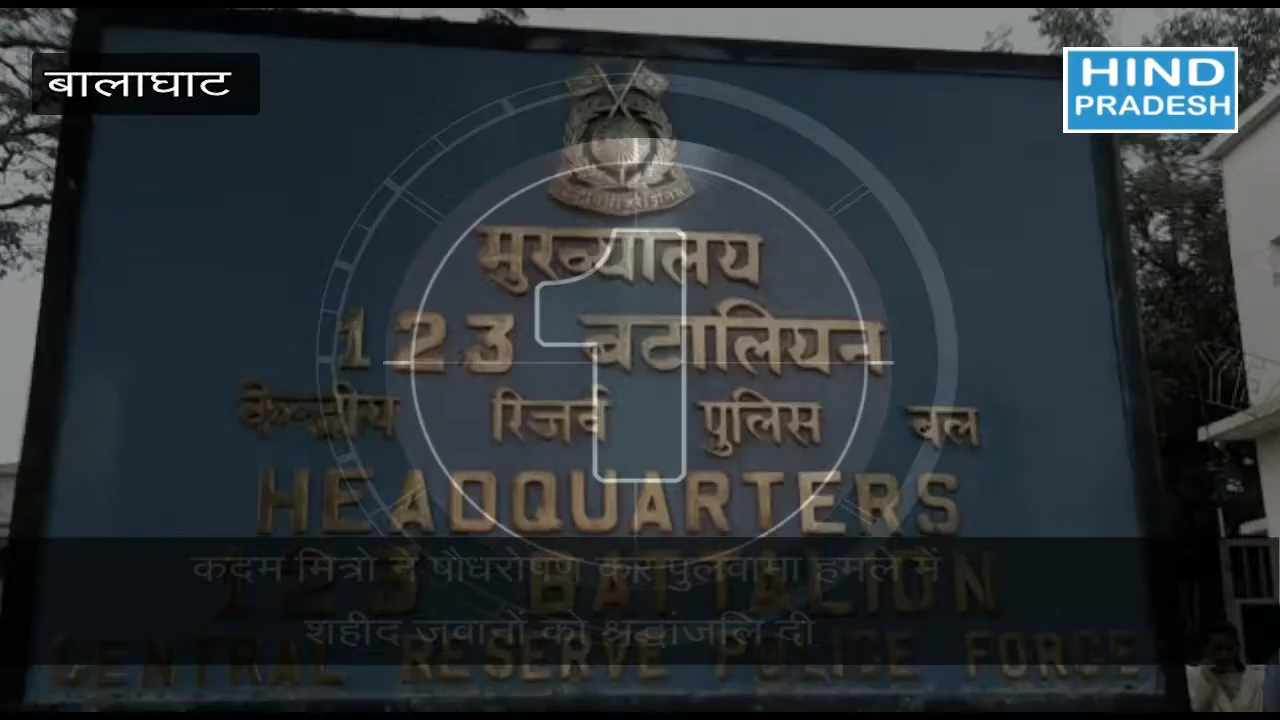 बालाघाट
HIND
PRADESH
मुख्यालय
1
123 बटालियन
केन्द्रीय रिजर्व पुलिस बल
HEADQUARTERS
123 BATTALION
कदम मित्रो ने पौधरोपण कर पुलवामा हमले में
शहीद जवानों को श्रद्धांजलि दी
CENTRAL RESERVE POLICE FORCE